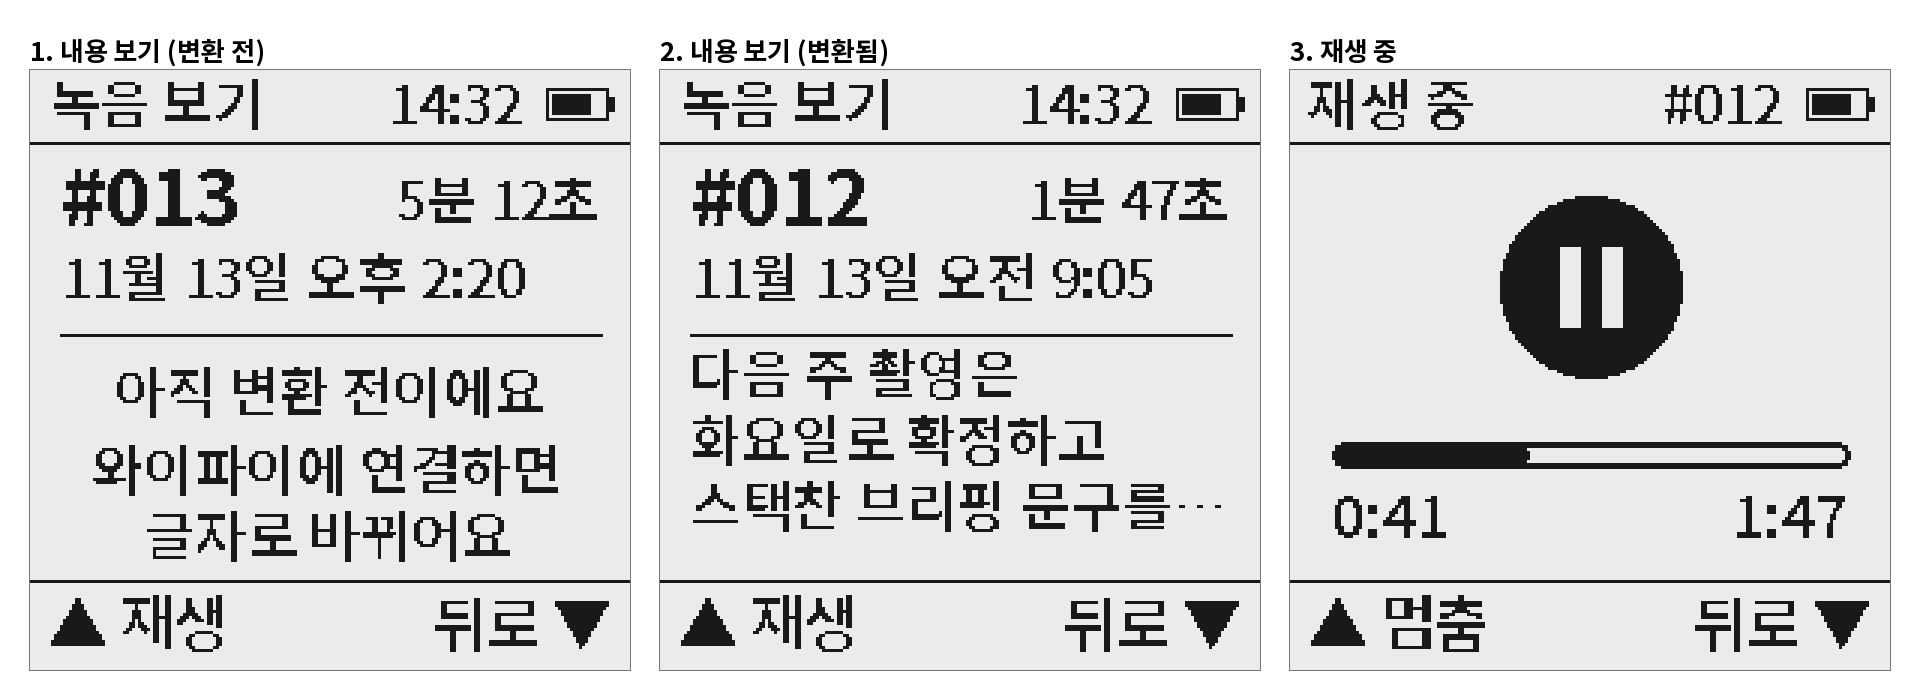 1. 내용 보기 (변환 전)
녹음 보기 14:32
#013 5분 12초
11월 13일 오후 2:20
아직 변환 전이에요
와이파이에 연결하면
글자로 바뀌어요
▲ 재생 뒤로 ▼
2. 내용 보기 (변환됨)
녹음 보기 14:32
#012 1분 47초
11월 13일 오전 9:05
다음 주 촬영은
화요일로 확정하고
스택찬 브리핑 문구를…
▲ 재생 뒤로 ▼
3. 재생 중
재생 중 #012
0:41 1:47
▲ 멈춤 뒤로 ▼